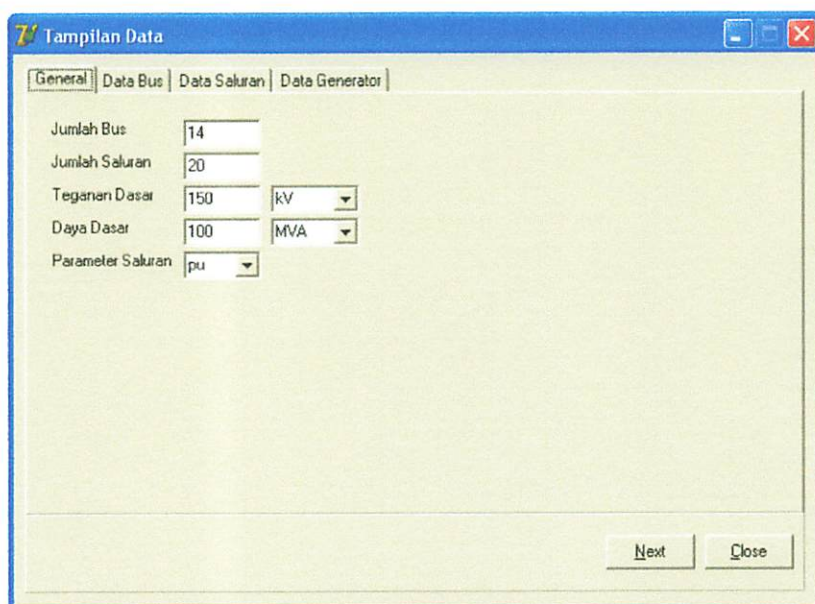 Tampilan Data
General Data Bus Data Saluran Data Generator
Jumlah Bus 14
Jumlah Saluran 20
Teganan Dasar 150 kV
Daya Dasar 100 MVA
Parameter Saluran pu
Next Close